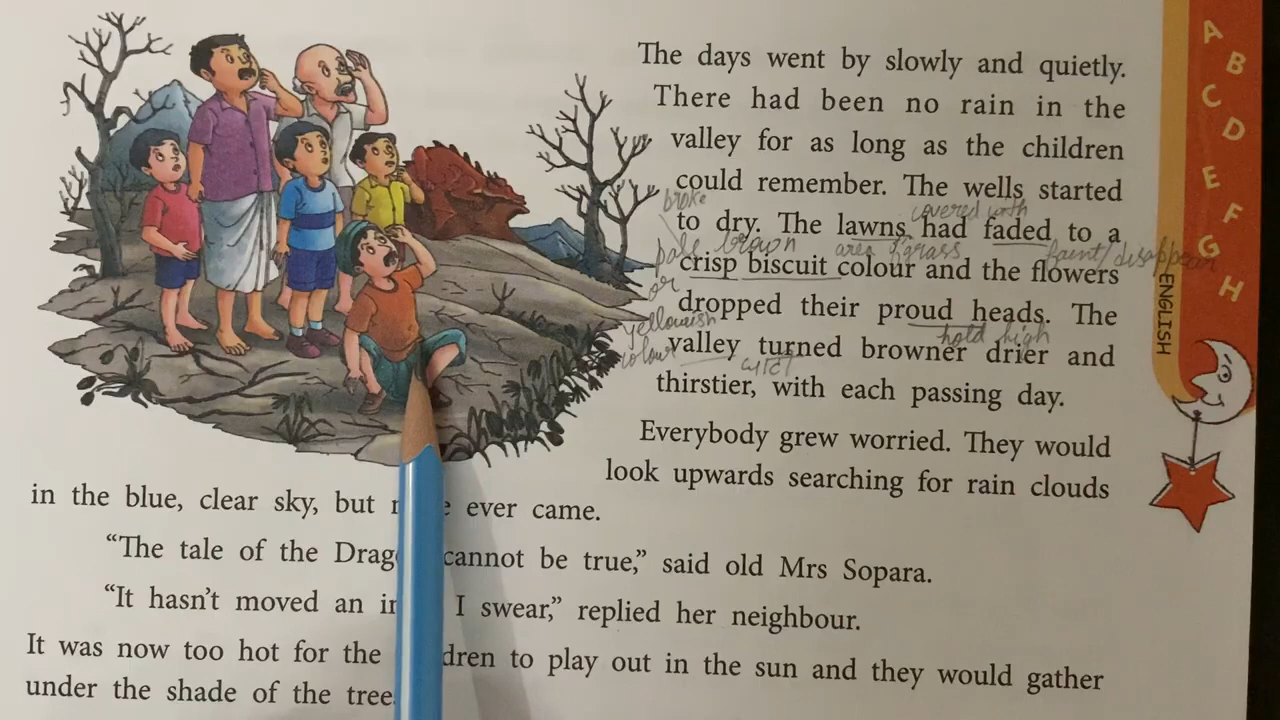 The days went by slowly and quietly.
There had been no rain in the
valley for as long as the children
could remember. The wells started
broke covered with
to dry. The lawns had faded to a
pale brown area of grass faint/disappear
crisp biscuit colour and the flowers
or
dropped their proud heads. The
yellowish hold high
valley turned browner drier and
colour
thirstier, with each passing day.
Everybody grew worried. They would
look upwards searching for rain clouds
in the blue, clear sky, but ever came.
“The tale of the cannot be true,” said old Mrs Sopara.
“It hasn’t moved an I swear,” replied her neighbour.
It was now too hot for the to play out in the sun and they would gather
under the shade of the
A
B
C
D
E
F
G
H
ENGLISH